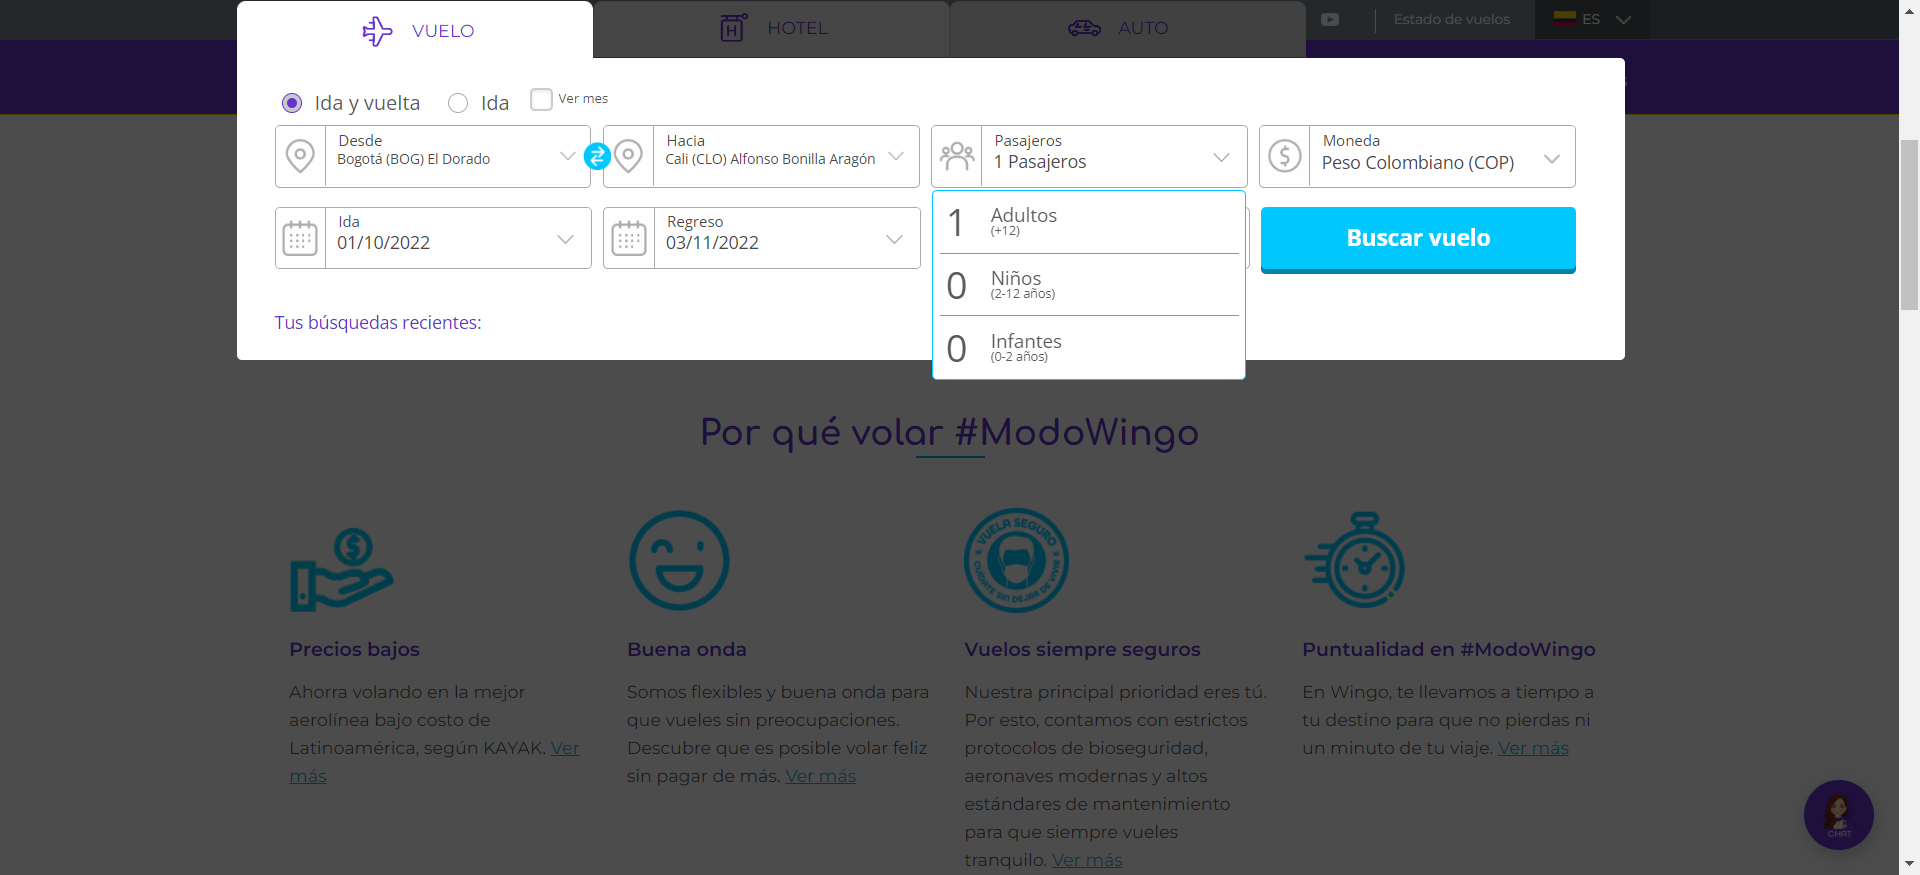 VUELO
HOTEL
AUTO
Estado de vuelos
ES
Ida y vuelta
Ida
Ver mes
Desde
Bogotá (BOG) El Dorado
Hacia
Cali (CLO) Alfonso Bonilla Aragón
Pasajeros
1 Pasajeros
Moneda
Peso Colombiano (COP)
Ida
01/10/2022
Regreso
03/11/2022
1 Adultos
(+12)
0 Niños
(2-12 años)
0 Infantes
(0-2 años)
Buscar vuelo
Tus búsquedas recientes:
Por qué volar #ModoWingo
VUELA SEGURO
CUÍDATE SIN DEJAR DE VIVIR
Precios bajos
Ahorra volando en la mejor
aerolínea bajo costo de
Latinoamérica, según KAYAK. Ver
más
Buena onda
Somos flexibles y buena onda para
que vueles sin preocupaciones.
Descubre que es posible volar feliz
sin pagar de más. Ver más
Vuelos siempre seguros
Nuestra principal prioridad eres tú.
Por esto, contamos con estrictos
protocolos de bioseguridad,
aeronaves modernas y altos
estándares de mantenimiento
para que siempre vueles
tranquilo. Ver más
Puntualidad en #ModoWingo
En Wingo, te llevamos a tiempo a
tu destino para que no pierdas ni
un minuto de tu viaje. Ver más
CHAT